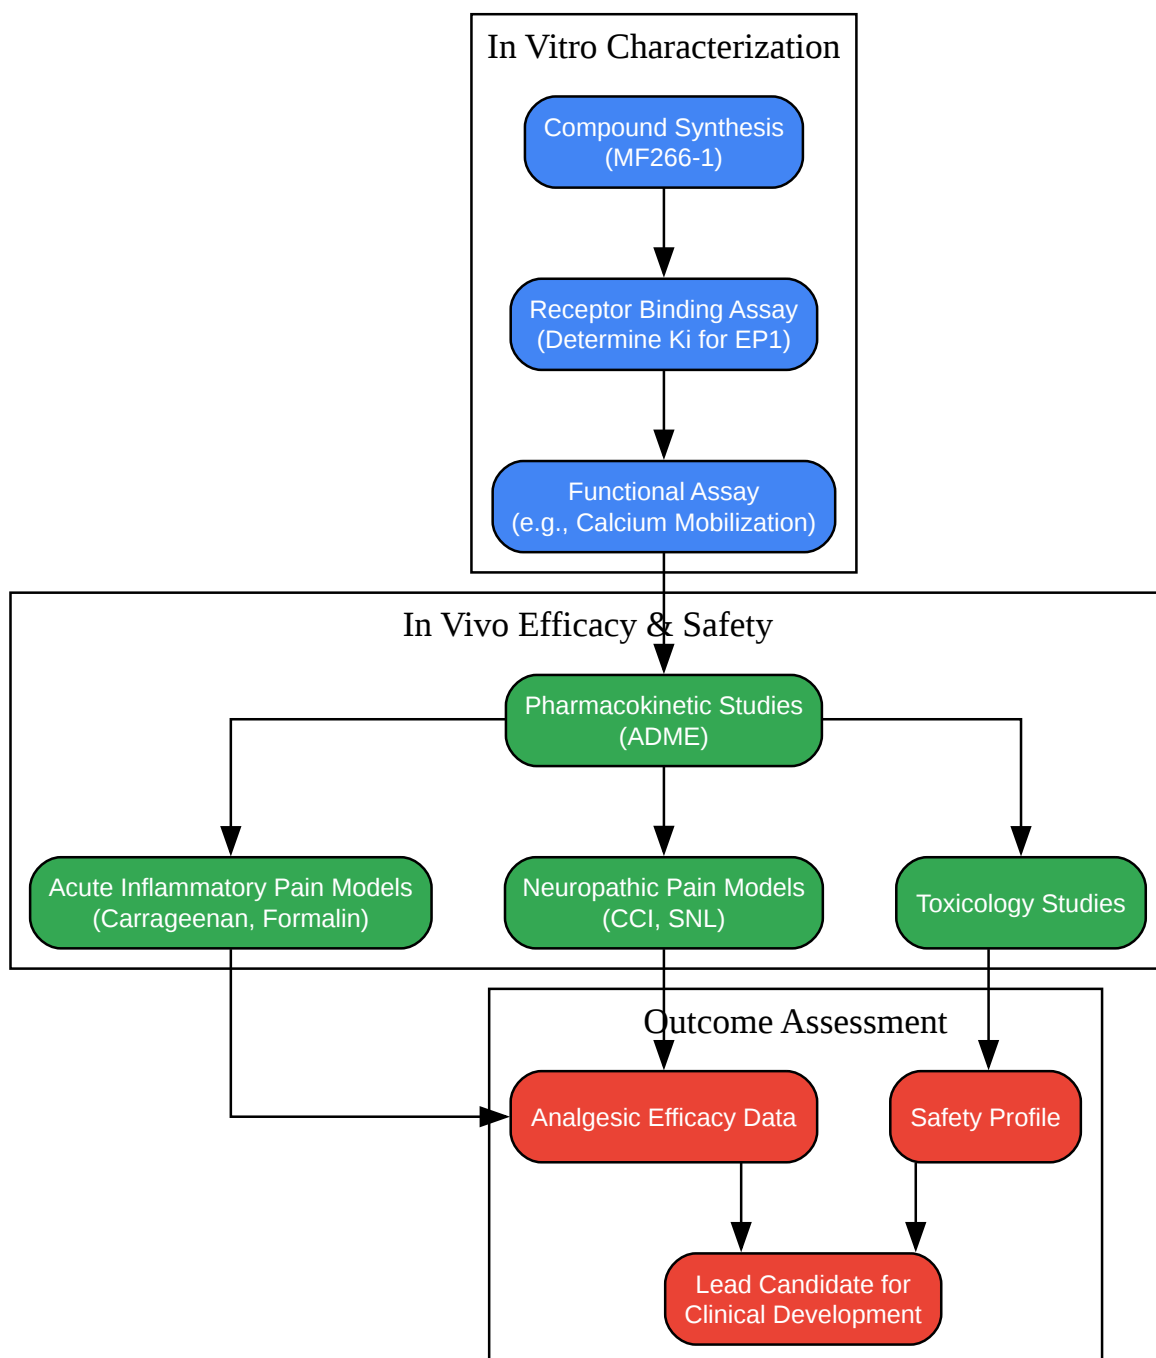 In Vitro Characterization
Compound Synthesis
(MF266-1)
Receptor Binding Assay
(Determine Ki for EP1)
Functional Assay
(e.g., Calcium Mobilization)
In Vivo Efficacy & Safety
Pharmacokinetic Studies
(ADME)
Acute Inflammatory Pain Models
(Carrageenan, Formalin)
Neuropathic Pain Models
(CCI, SNL)
Toxicology Studies
Outcome Assessment
Analgesic Efficacy Data
Safety Profile
Lead Candidate for
Clinical Development